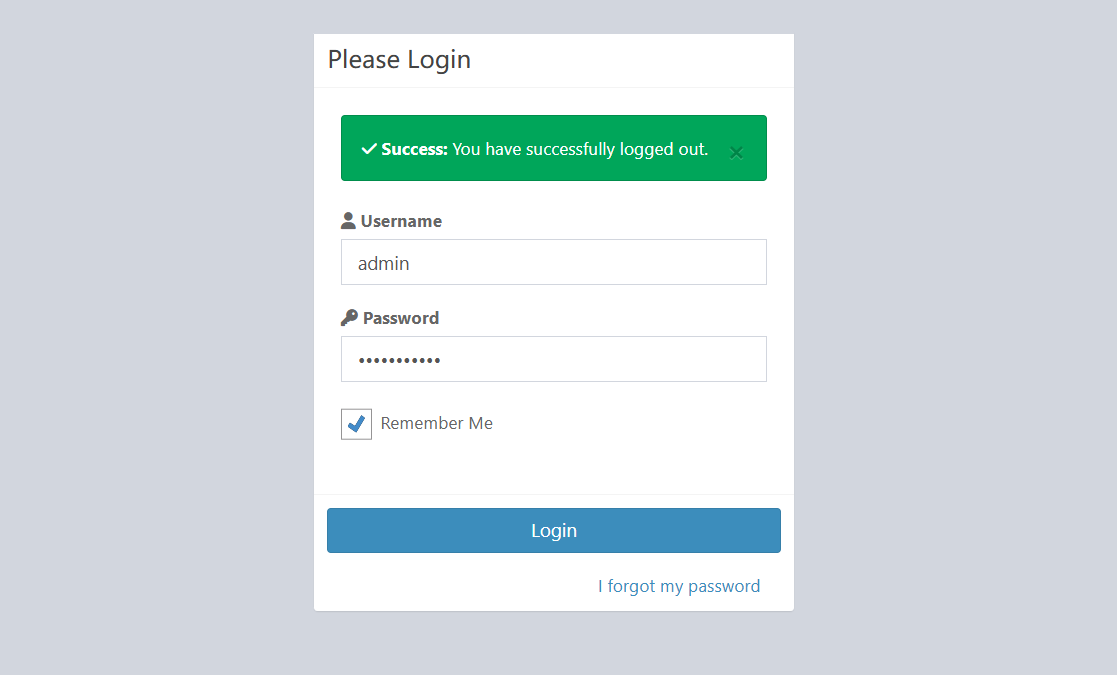 Please Login
Success: You have successfully logged out. ×
Username
admin
Password
•••••••••••
Remember Me
Login
I forgot my password